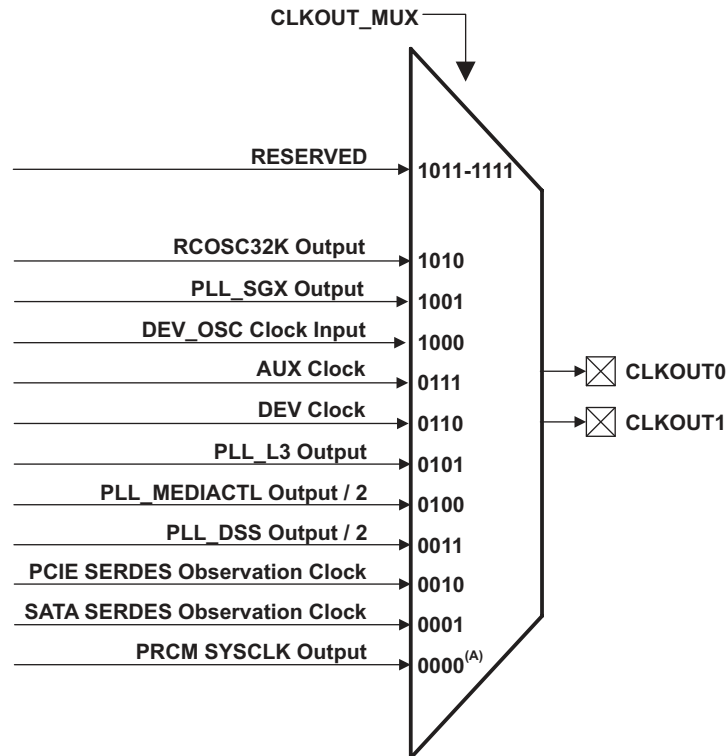 CLKOUT_MUX
RESERVED 1011-1111
RCOSC32K Output 1010
PLL_SGX Output 1001
DEV_OSC Clock Input 1000
AUX Clock 0111
DEV Clock 0110
PLL_L3 Output 0101
PLL_MEDIACTL Output / 2 0100
PLL_DSS Output / 2 0011
PCIE SERDES Observation Clock 0010
SATA SERDES Observation Clock 0001
PRCM SYSCLK Output 0000(A)
CLKOUT0
CLKOUT1